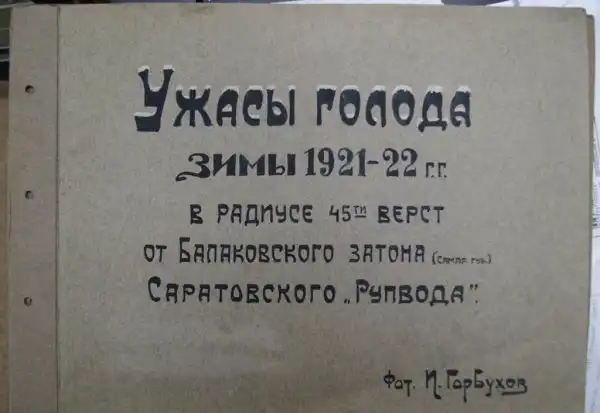 Ужасы голода
зимы 1921-22 г.г.
в радиусе 45ти верст
от Балаковского затона (Самар. губ.)
Саратовского „Рупвода".
Фот. И. Горбухов